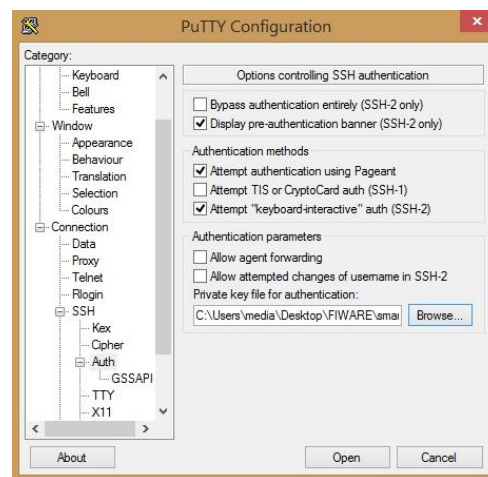 PuTTY Configuration
x
Category:
Keyboard
Bell
Features
Window
Appearance
Behaviour
Translation
Selection
Colours
Connection
Data
Proxy
Telnet
Rlogin
SSH
Kex
Cipher
Auth
GSSAPI
TTY
X11
Options controlling SSH authentication
Bypass authentication entirely (SSH-2 only)
Display pre-authentication banner (SSH-2 only)
Authentication methods
Attempt authentication using Pageant
Attempt TIS or CryptoCard auth (SSH-1)
Attempt "keyboard-interactive" auth (SSH-2)
Authentication parameters
Allow agent forwarding
Allow attempted changes of username in SSH-2
Private key file for authentication:
C:\Users\media\Desktop\FIWARE\smar Browse...
About Open Cancel